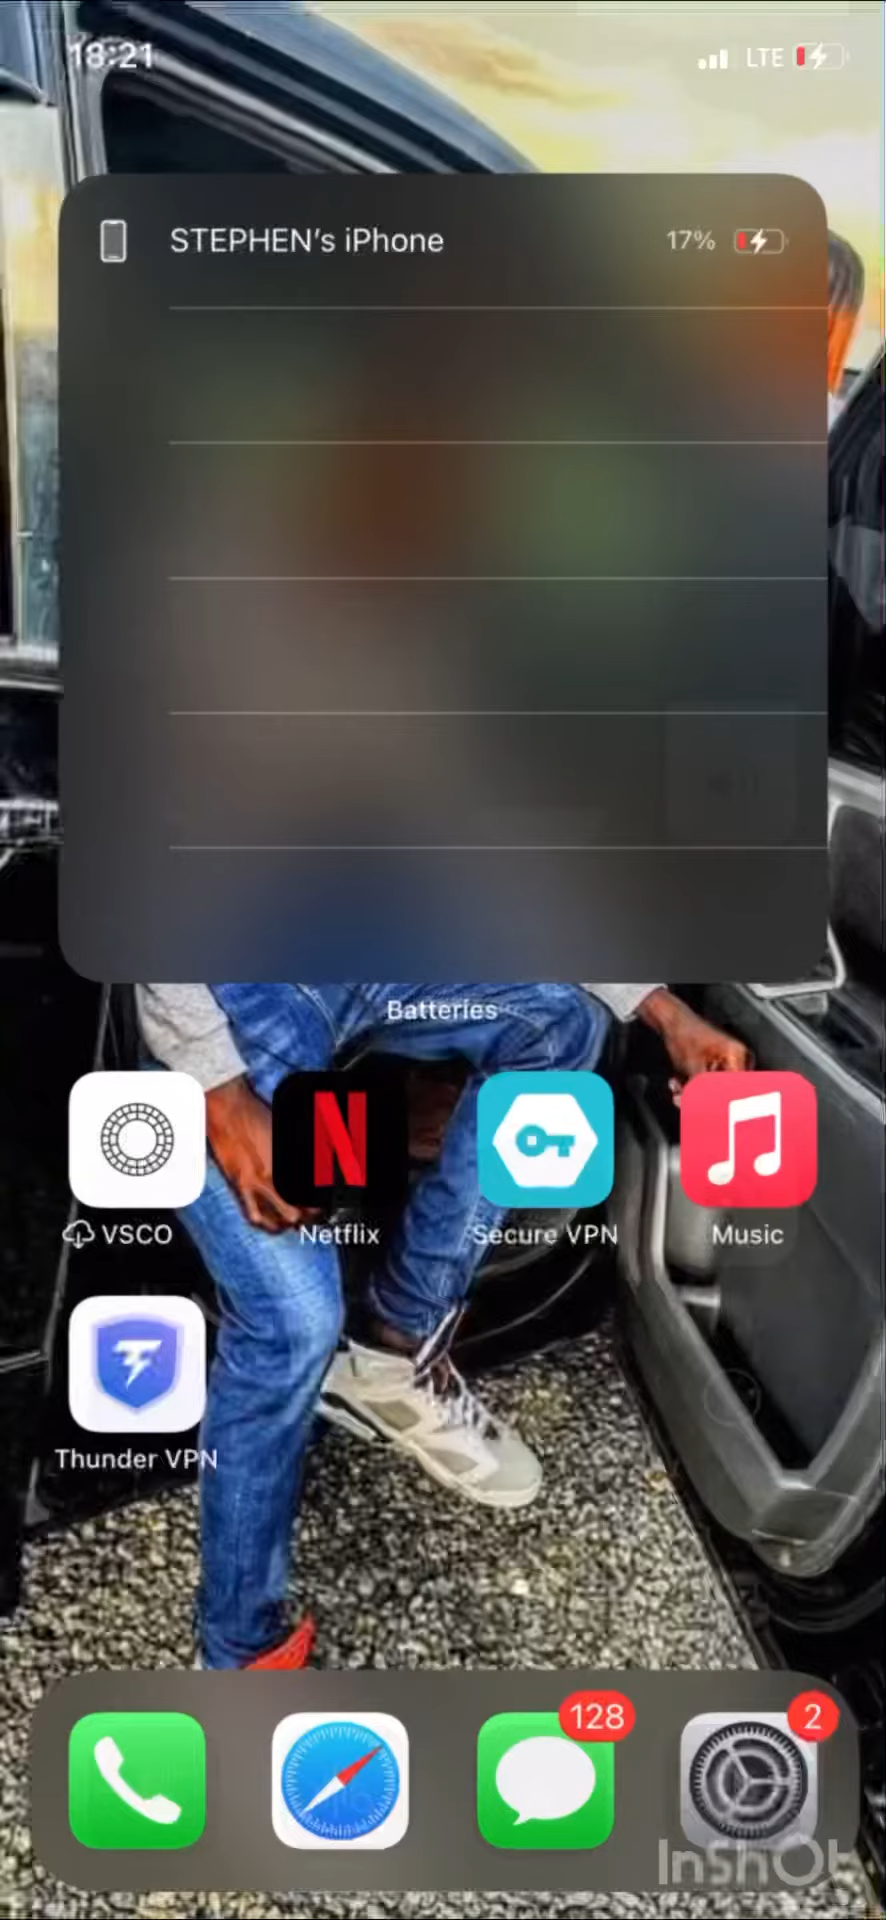 18:21 LTE
STEPHEN’s iPhone 17%
Batteries
VSCO Netflix Secure VPN Music
Thunder VPN
128 2
InShOt